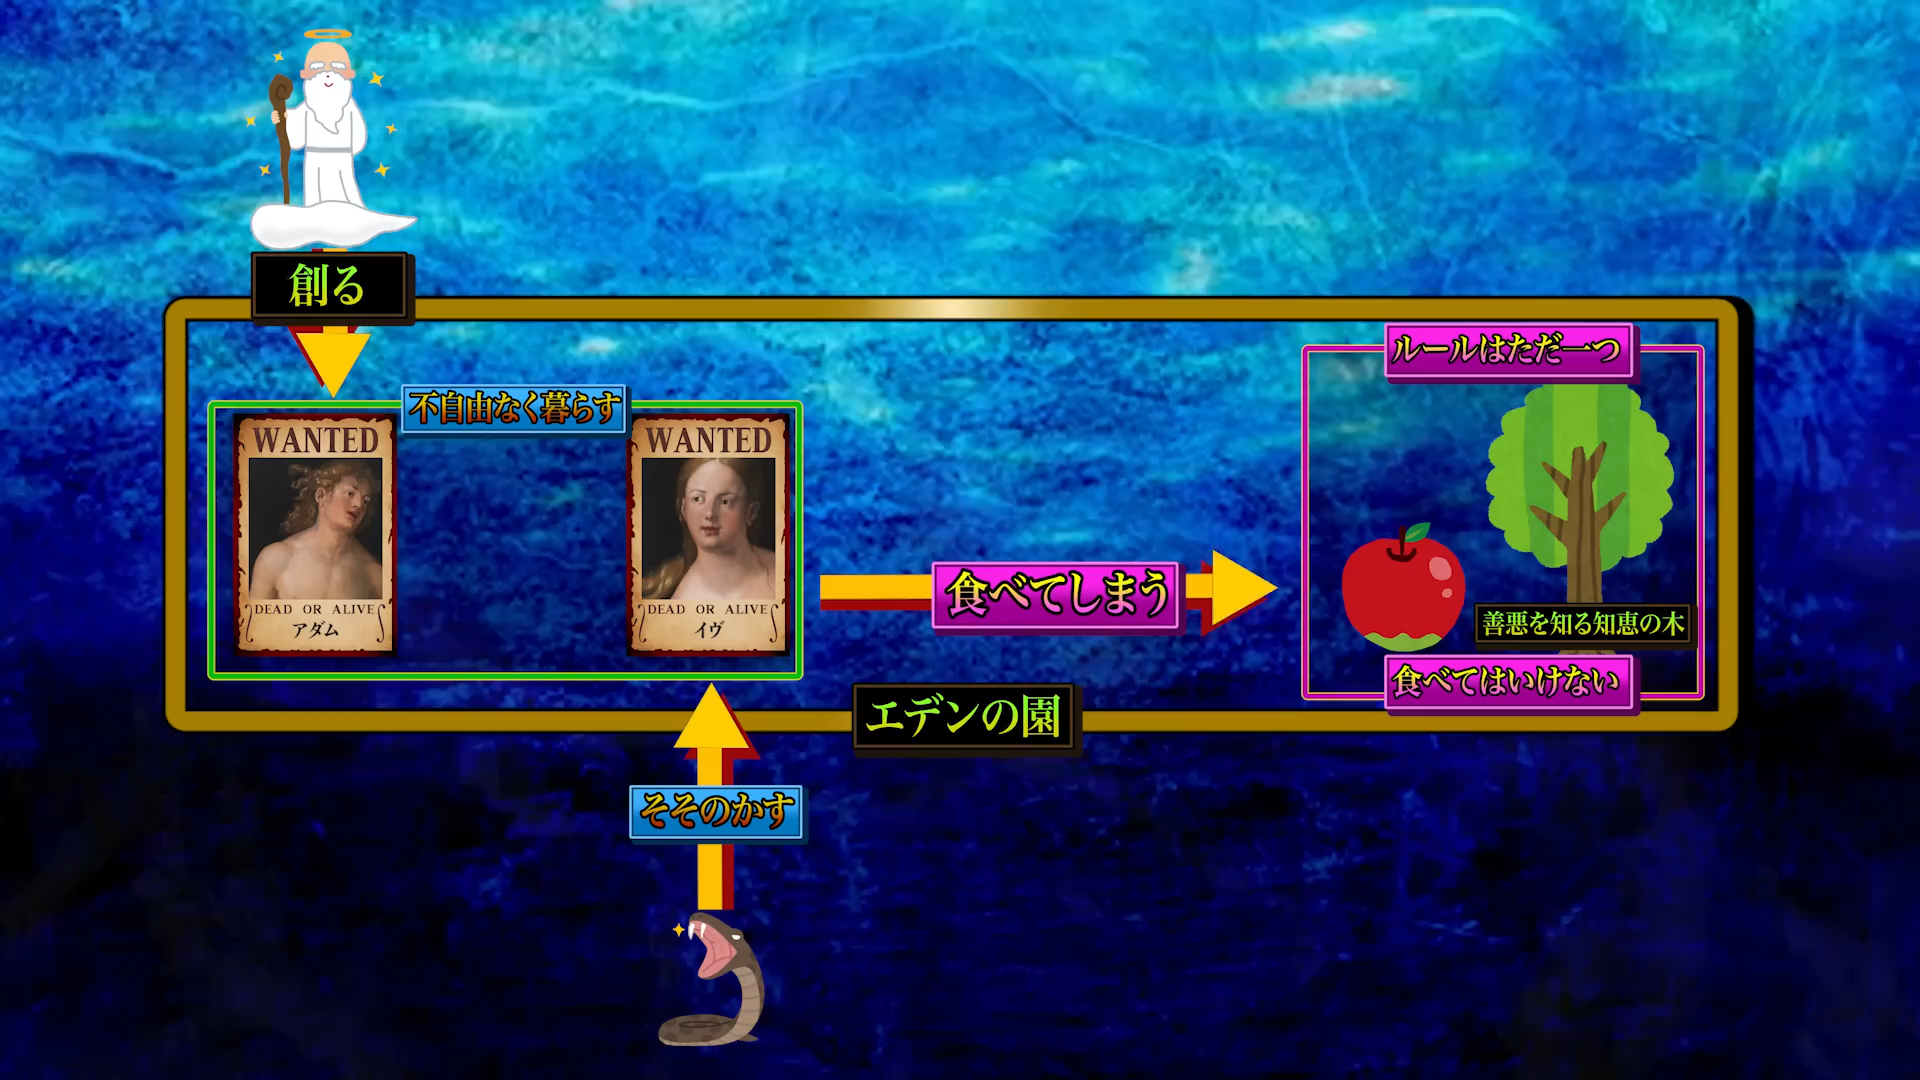 創る
ルールはただ一つ
不自由なく暮らす
WANTED
DEAD OR ALIVE
アダム
WANTED
DEAD OR ALIVE
イヴ
食べてしまう
善悪を知る知恵の木
食べてはいけない
エデンの園
そそのかす